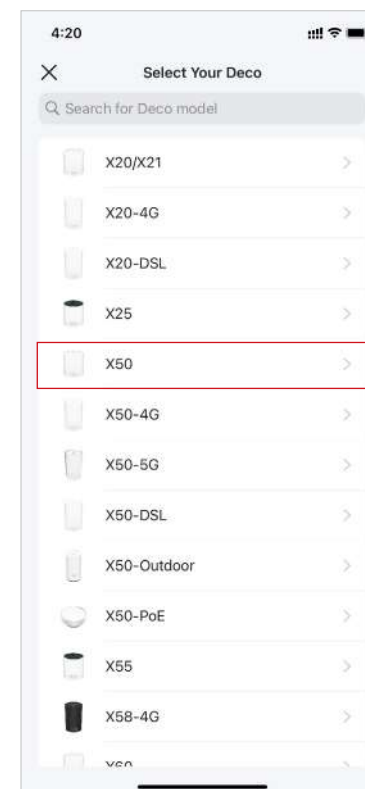 4:20
Select Your Deco
Search for Deco model
X20/X21
X20-4G
X20-DSL
X25
X50
X50-4G
X50-5G
X50-DSL
X50-Outdoor
X50-PoE
X55
X58-4G
X60